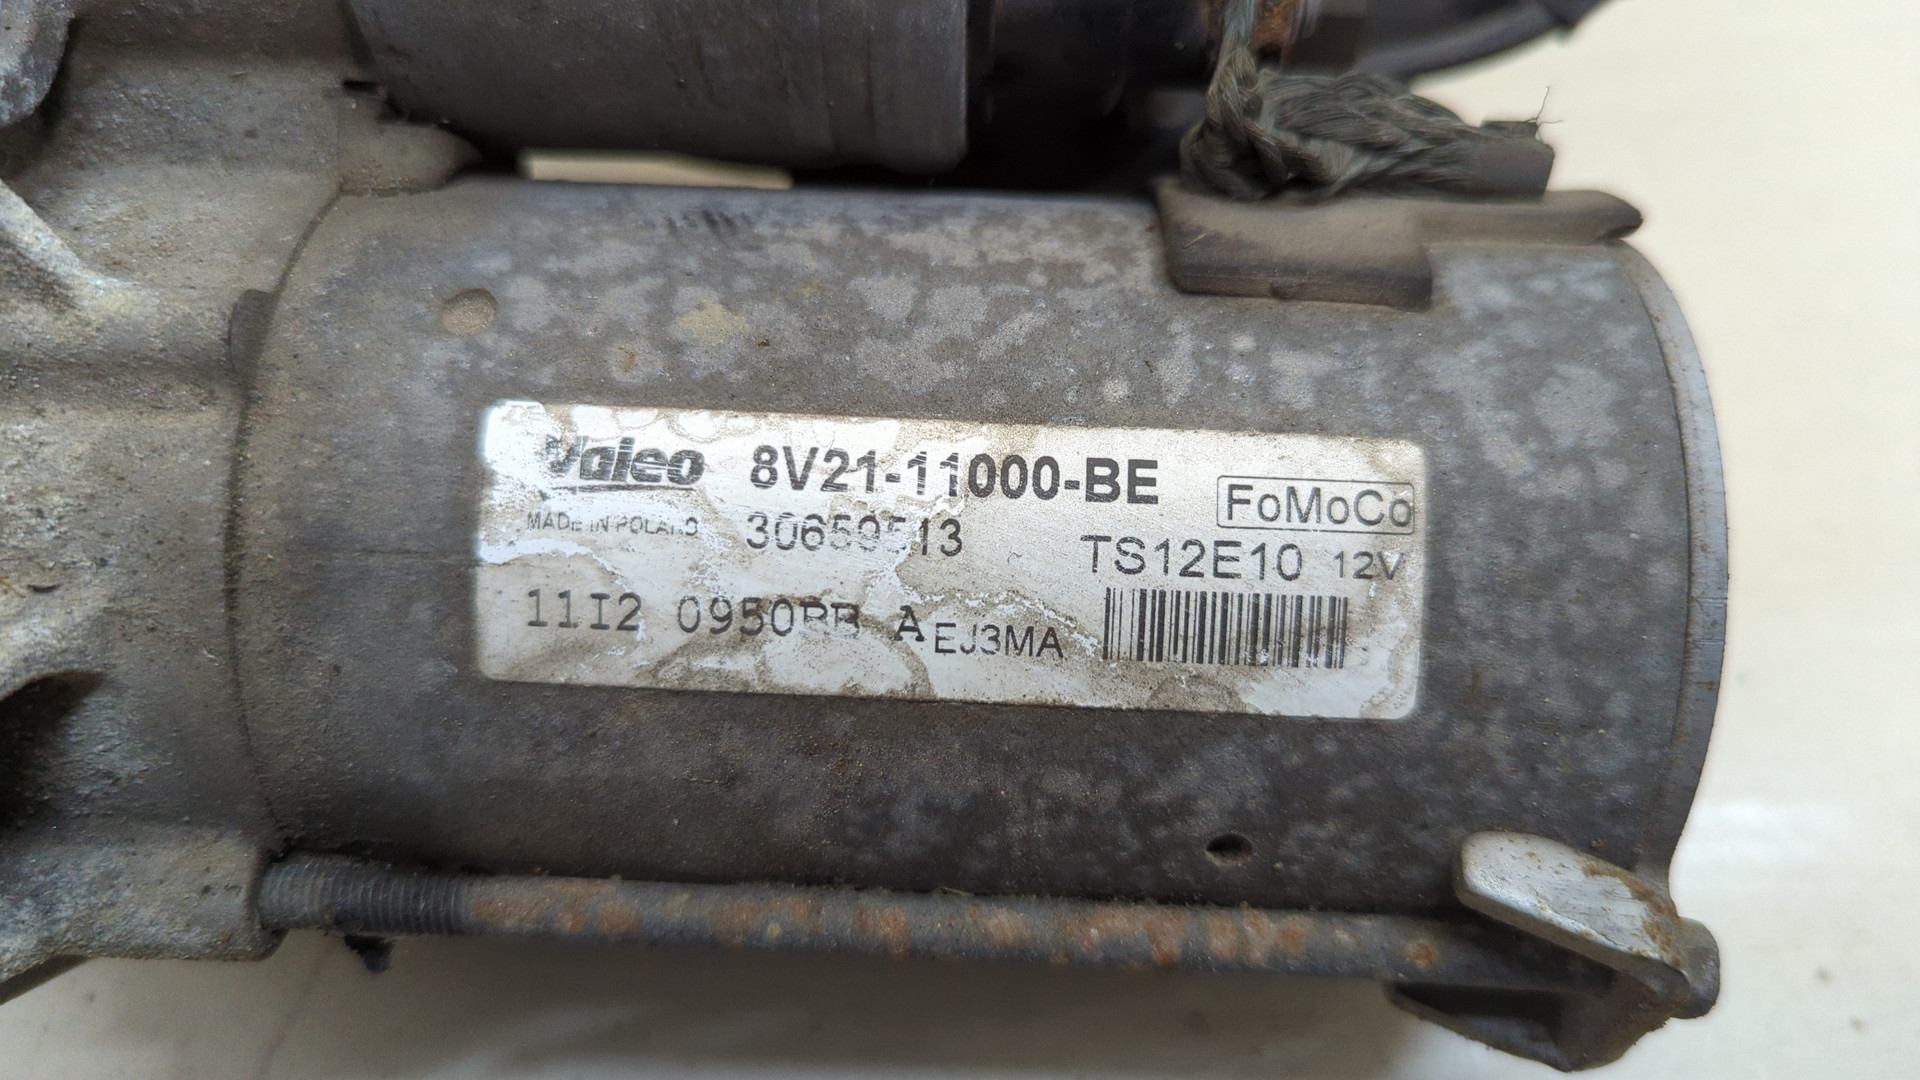 Valeo 8V21-11000-BE FoMoCo
MADE IN POLAND 30659513 TS12E10 12V
11I2 0950BB A EJ3MA